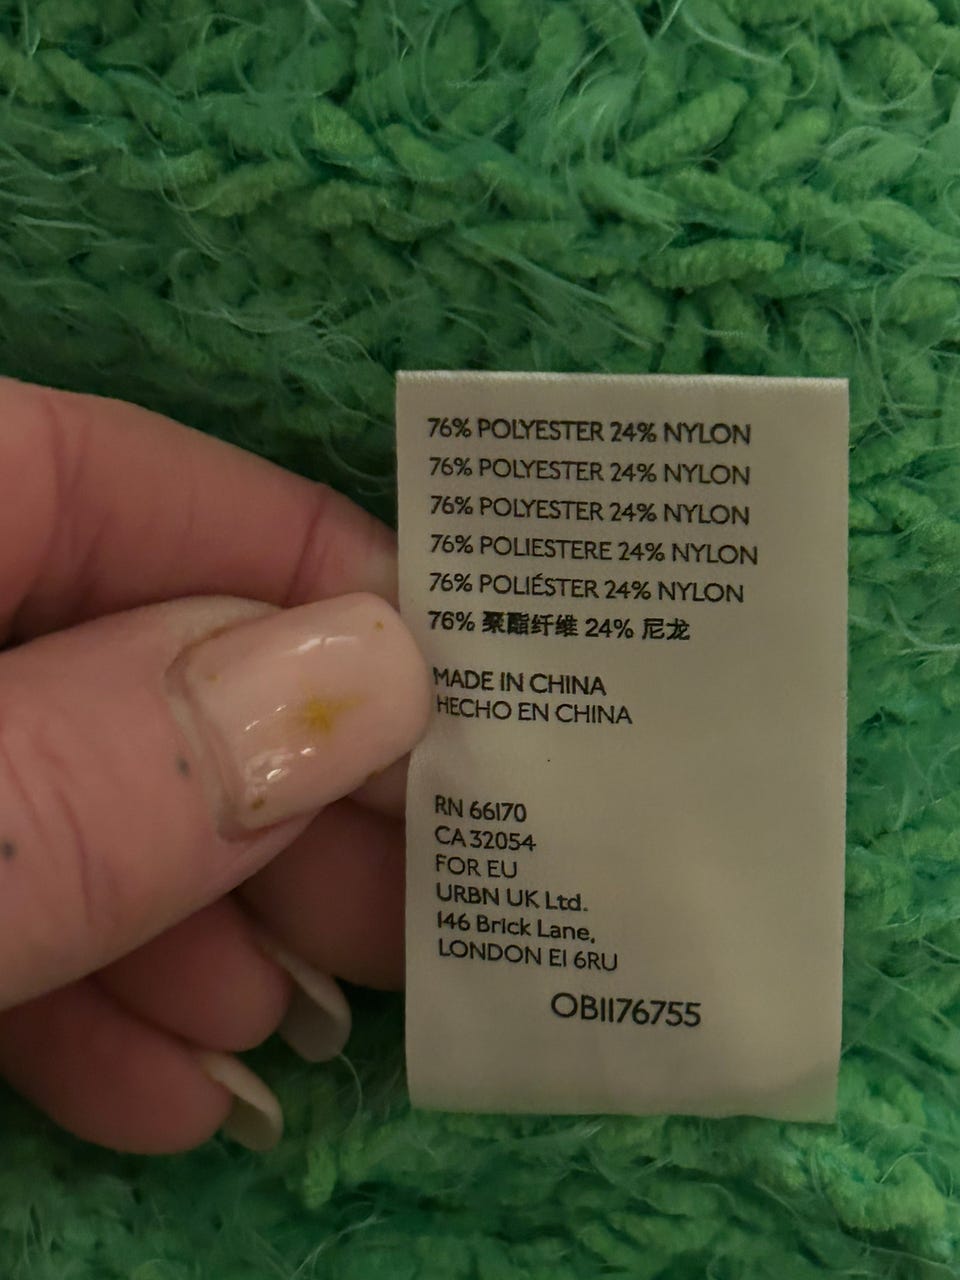 76% POLYESTER 24% NYLON
76% POLYESTER 24% NYLON
76% POLYESTER 24% NYLON
76% POLIESTERE 24% NYLON
76% POLIÉSTER 24% NYLON
76% 聚酯纤维 24% 尼龙
MADE IN CHINA
HECHO EN CHINA
RN 66170
CA 32054
FOR EU
URBN UK Ltd.
146 Brick Lane,
LONDON E1 6RU
OB1176755